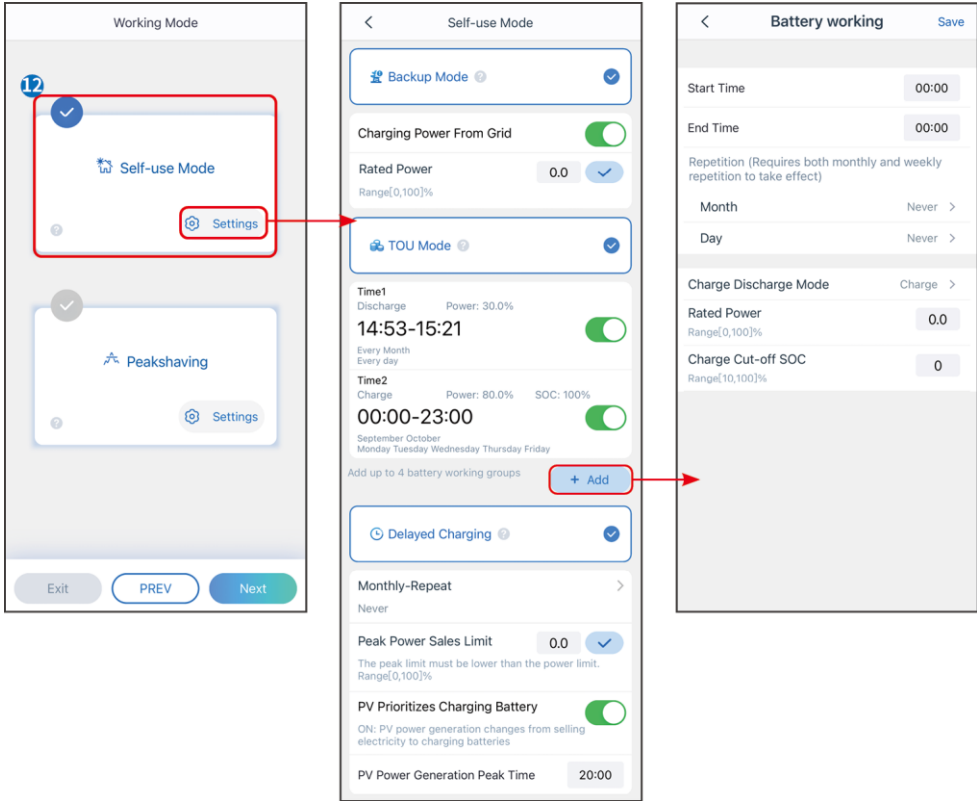 Working Mode
12
Self-use Mode
Settings
Peakshaving
Settings
Exit
PREV
Next
Self-use Mode
Backup Mode
Charging Power From Grid
Rated Power
0.0
Range[0,100]%
TOU Mode
Time1
Discharge Power: 30.0%
14:53-15:21
Every Month
Every day
Time2
Charge Power: 80.0% SOC: 100%
00:00-23:00
September October
Monday Tuesday Wednesday Thursday Friday
Add up to 4 battery working groups
+ Add
Delayed Charging
Monthly-Repeat
Never
Peak Power Sales Limit
0.0
The peak limit must be lower than the power limit.
Range[0,100]%
PV Prioritizes Charging Battery
ON: PV power generation changes from selling
electricity to charging batteries
PV Power Generation Peak Time
20:00
Battery working
Save
Start Time
00:00
End Time
00:00
Repetition (Requires both monthly and weekly
repetition to take effect)
Month
Never
Day
Never
Charge Discharge Mode
Charge
Rated Power
0.0
Range[0,100]%
Charge Cut-off SOC
0
Range[10,100]%